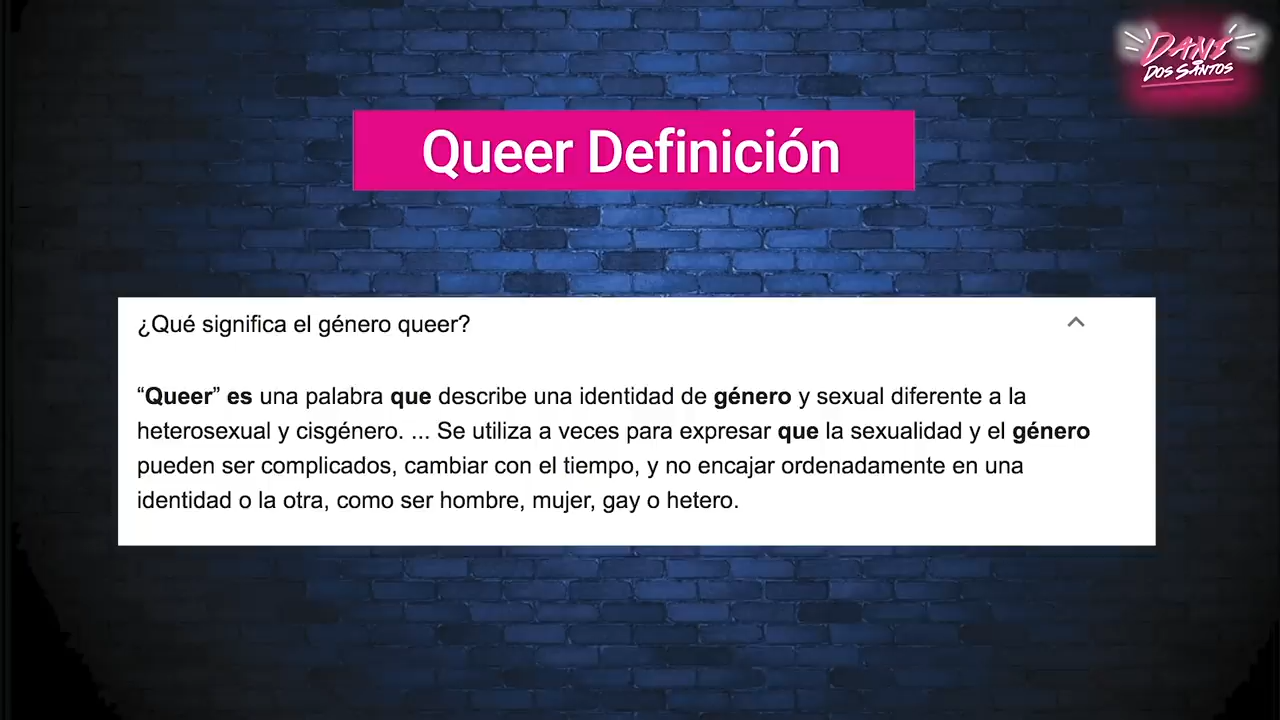 DANI
DOS SANTOS
Queer Definición
¿Qué significa el género queer?
“Queer” es una palabra que describe una identidad de género y sexual diferente a la
heterosexual y cisgénero. ... Se utiliza a veces para expresar que la sexualidad y el género
pueden ser complicados, cambiar con el tiempo, y no encajar ordenadamente en una
identidad o la otra, como ser hombre, mujer, gay o hetero.